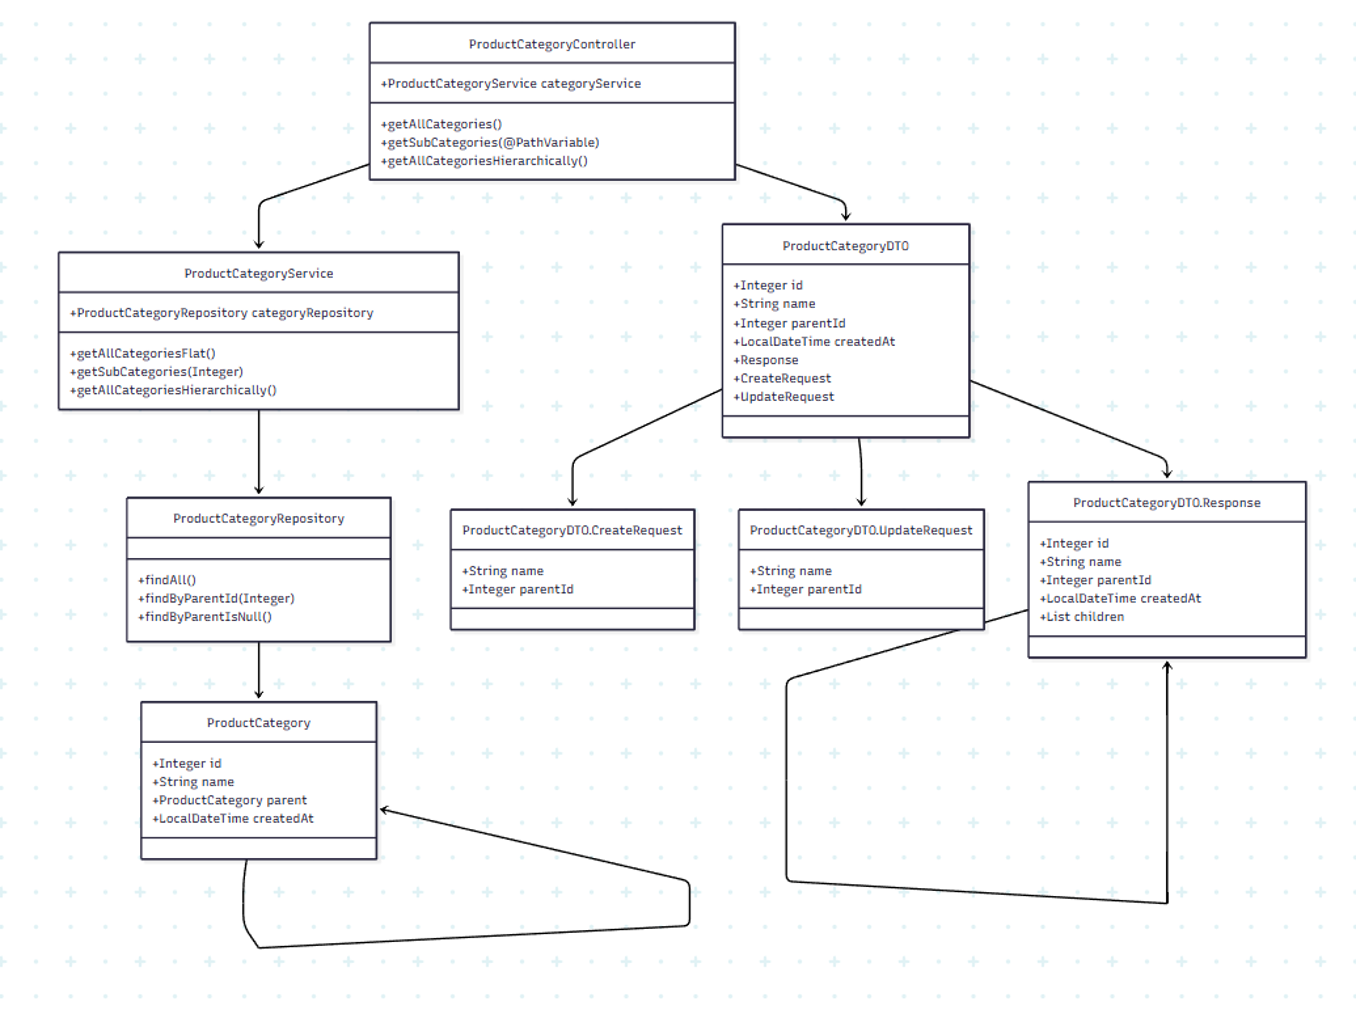 ProductCategoryController
+ProductCategoryService categoryService
+getAllCategories()
+getSubCategories(@PathVariable)
+getAllCategoriesHierarchically()
ProductCategoryService
+ProductCategoryRepository categoryRepository
+getAllCategoriesFlat()
+getSubCategories(Integer)
+getAllCategoriesHierarchically()
ProductCategoryDTO
+Integer id
+String name
+Integer parentId
+LocalDateTime createdAt
+Response
+CreateRequest
+UpdateRequest
ProductCategoryRepository
+findAll()
+findByParentId(Integer)
+findByParentIsNull()
ProductCategoryDTO.CreateRequest
+String name
+Integer parentId
ProductCategoryDTO.UpdateRequest
+String name
+Integer parentId
ProductCategoryDTO.Response
+Integer id
+String name
+Integer parentId
+LocalDateTime createdAt
+List children
ProductCategory
+Integer id
+String name
+ProductCategory parent
+LocalDateTime createdAt